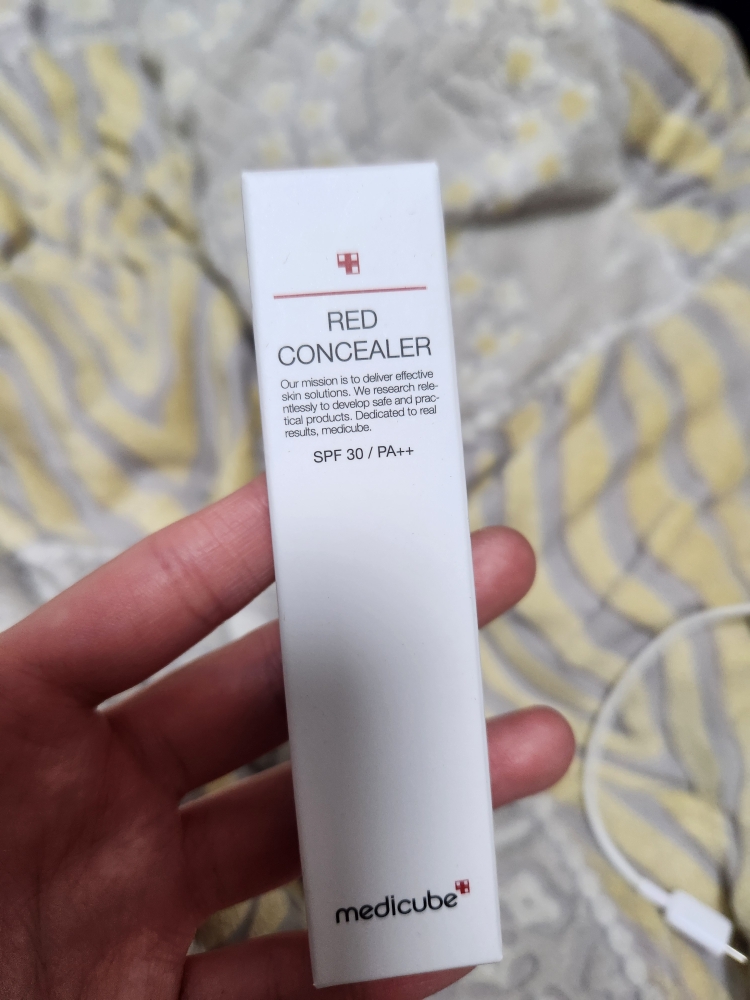 RED
CONCEALER
Our mission is to deliver effective
skin solutions. We research rele-
ntlessly to develop safe and prac-
tical products. Dedicated to real
results, medicube.
SPF 30 / PA++
medicube